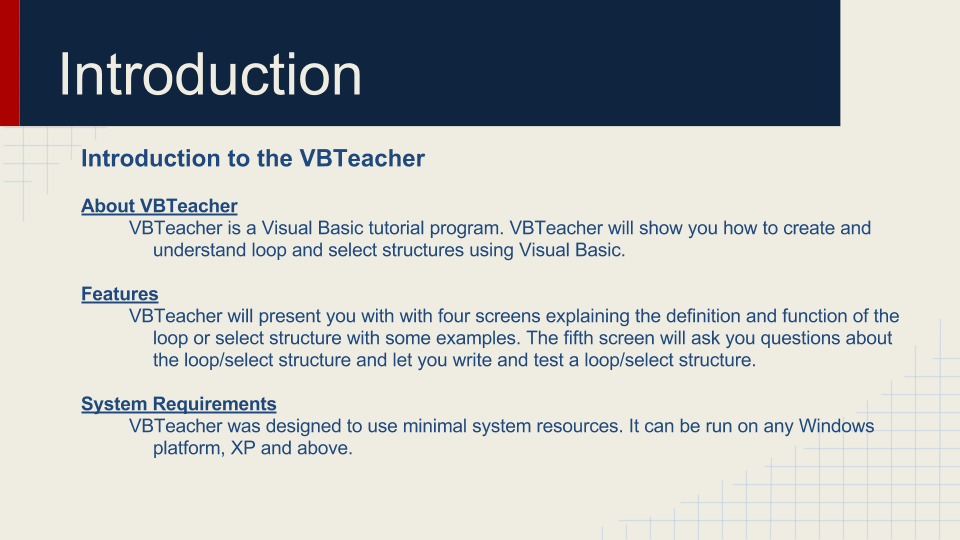 Introduction
Introduction to the VBTeacher
About VBTeacher
VBTeacher is a Visual Basic tutorial program. VBTeacher will show you how to create and
understand loop and select structures using Visual Basic.
Features
VBTeacher will present you with with four screens explaining the definition and function of the
loop or select structure with some examples. The fifth screen will ask you questions about
the loop/select structure and let you write and test a loop/select structure.
System Requirements
VBTeacher was designed to use minimal system resources. It can be run on any Windows
platform, XP and above.